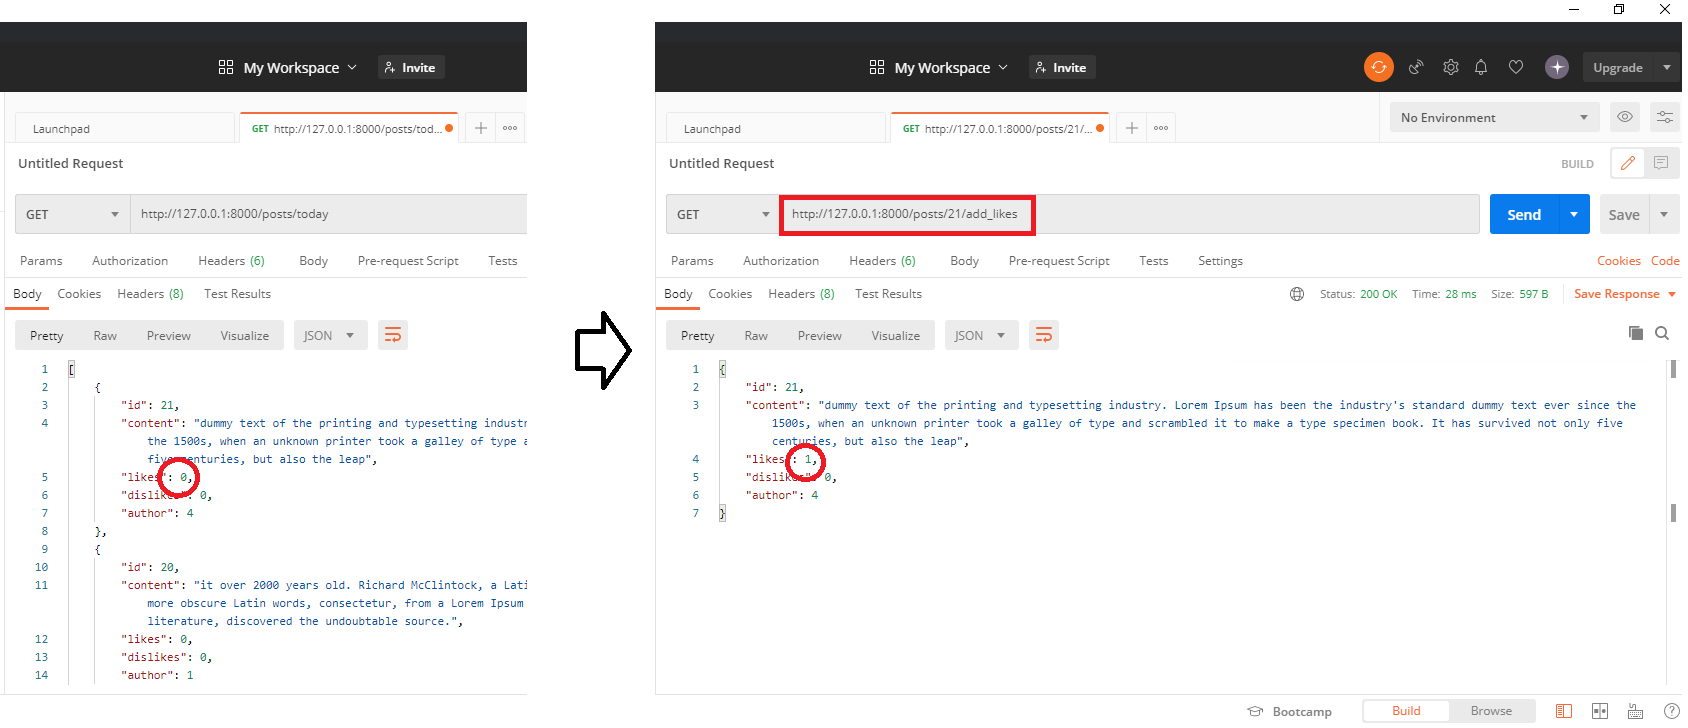 My Workspace
Invite
Launchpad
GET http://127.0.0.1:8000/posts/tod...
Untitled Request
GET
http://127.0.0.1:8000/posts/today
Params Authorization Headers (6) Body Pre-request Script Tests
Body Cookies Headers (8) Test Results
Pretty Raw Preview Visualize JSON
1 [
2 {
3 "id": 21,
4 "content": "dummy text of the printing and typesetting industr
the 1500s, when an unknown printer took a galley of type a
five centuries, but also the leap",
5 "likes": 0,
6 "dislikes": 0,
7 "author": 4
8 },
9 {
10 "id": 20,
11 "content": "it over 2000 years old. Richard McClintock, a Lati
more obscure Latin words, consectetur, from a Lorem Ipsum
literature, discovered the undoubtable source.",
12 "likes": 0,
13 "dislikes": 0,
14 "author": 1
My Workspace
Invite
Upgrade
Launchpad
GET http://127.0.0.1:8000/posts/21/...
No Environment
Untitled Request
BUILD
GET
http://127.0.0.1:8000/posts/21/add_likes
Send
Save
Params Authorization Headers (6) Body Pre-request Script Tests Settings
Cookies Code
Body Cookies Headers (8) Test Results
Status: 200 OK Time: 28 ms Size: 597 B Save Response
Pretty Raw Preview Visualize JSON
1 {
2 "id": 21,
3 "content": "dummy text of the printing and typesetting industry. Lorem Ipsum has been the industry's standard dummy text ever since the
1500s, when an unknown printer took a galley of type and scrambled it to make a type specimen book. It has survived not only five
centuries, but also the leap",
4 "likes": 1,
5 "dislikes": 0,
6 "author": 4
7 }
Bootcamp
Build
Browse